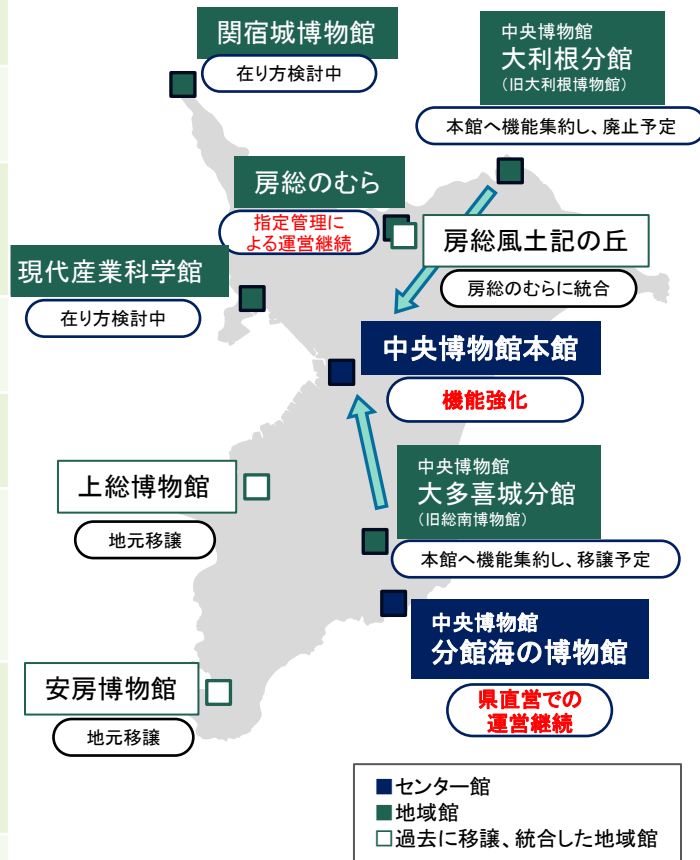 関宿城博物館
在り方検討中
中央博物館
大利根分館
(旧大利根博物館)
本館へ機能集約し、廃止予定
房総のむら
指定管理に
よる運営継続
房総風土記の丘
房総のむらに統合
現代産業科学館
在り方検討中
中央博物館本館
機能強化
上総博物館
地元移譲
中央博物館
大多喜城分館
(旧総南博物館)
本館へ機能集約し、移譲予定
中央博物館
分館海の博物館
県直営での
運営継続
安房博物館
地元移譲
■センター館
■地域館
□過去に移譲、統合した地域館